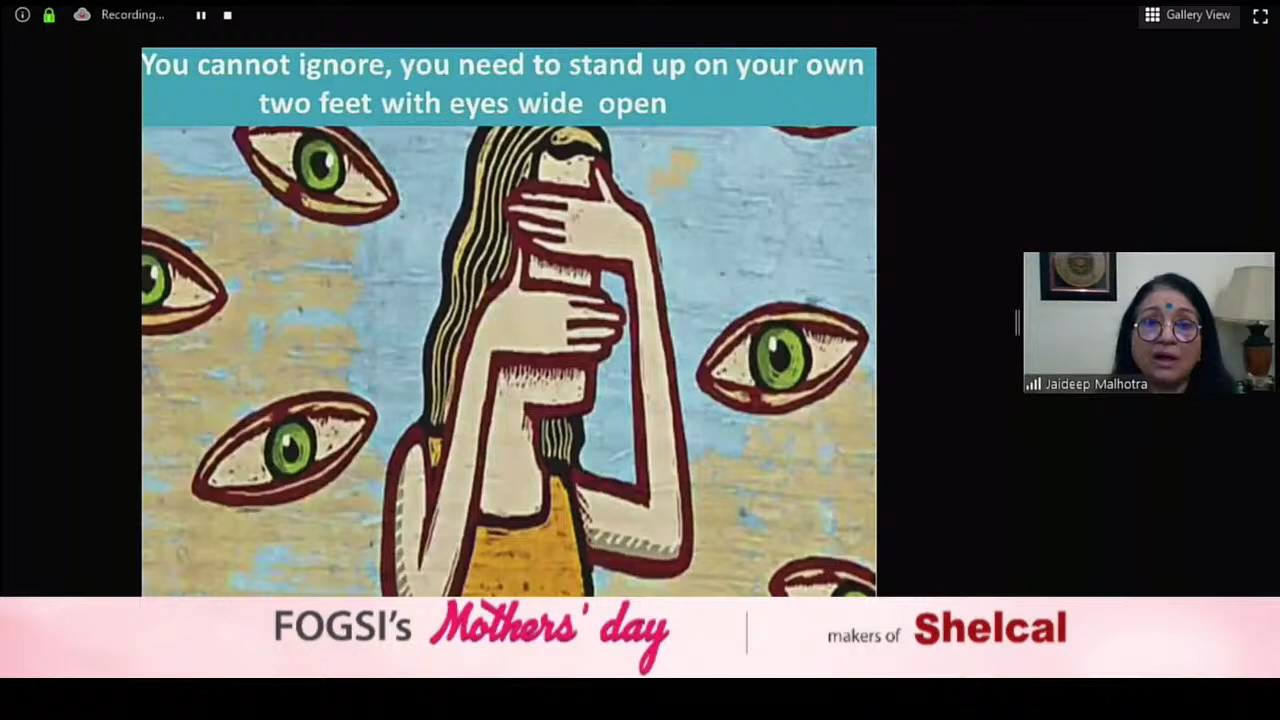 Recording...
Gallery View
You cannot ignore, you need to stand up on your own
two feet with eyes wide open
Jaideep Malhotra
FOGSI's Mothers' day
makers of Shelcal